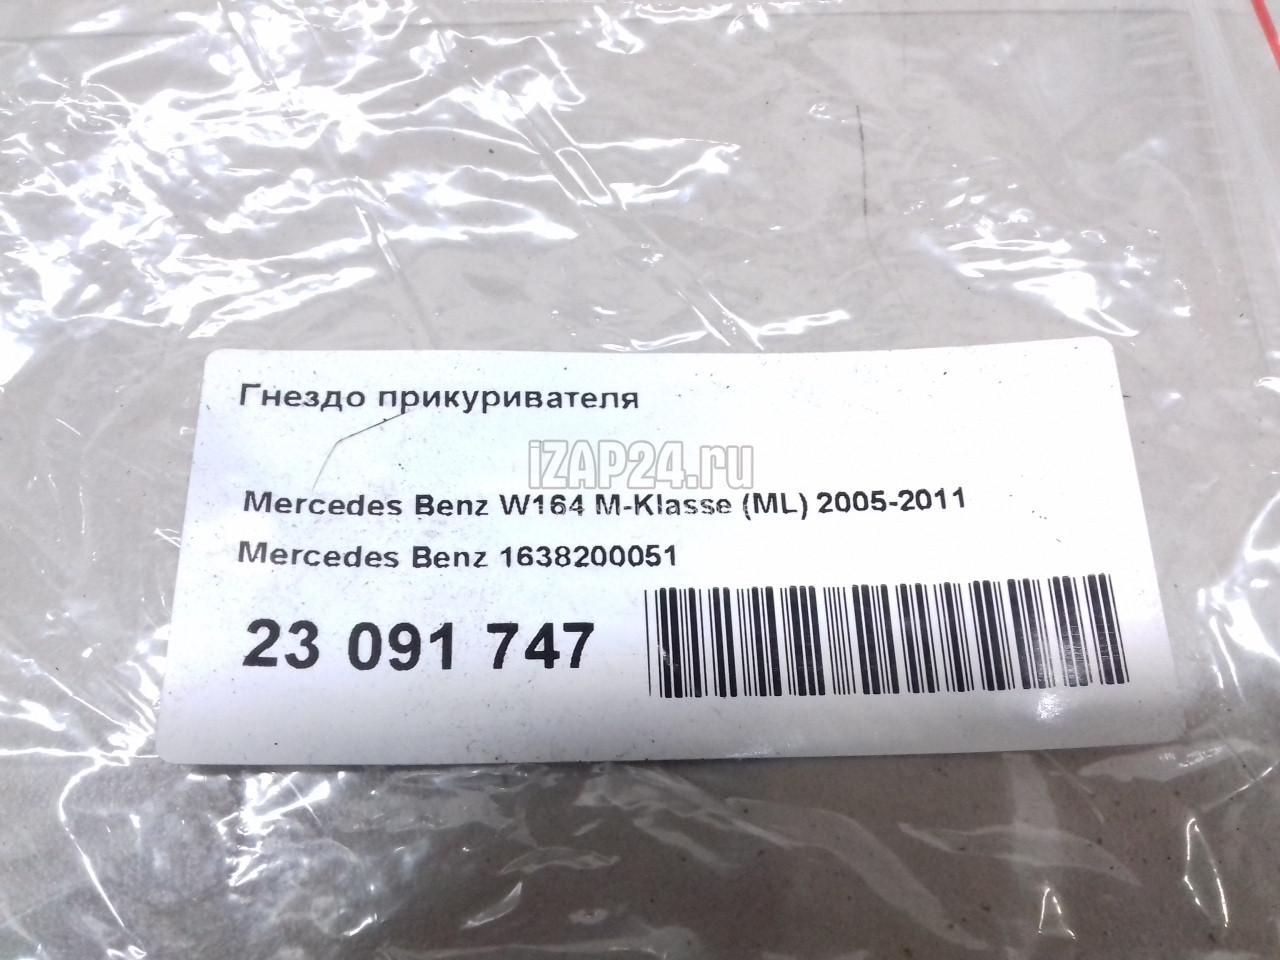 Гнездо прикуривателя
iZAP24.ru
Mercedes Benz W164 M-Klasse (ML) 2005-2011
Mercedes Benz 1638200051
23 091 747